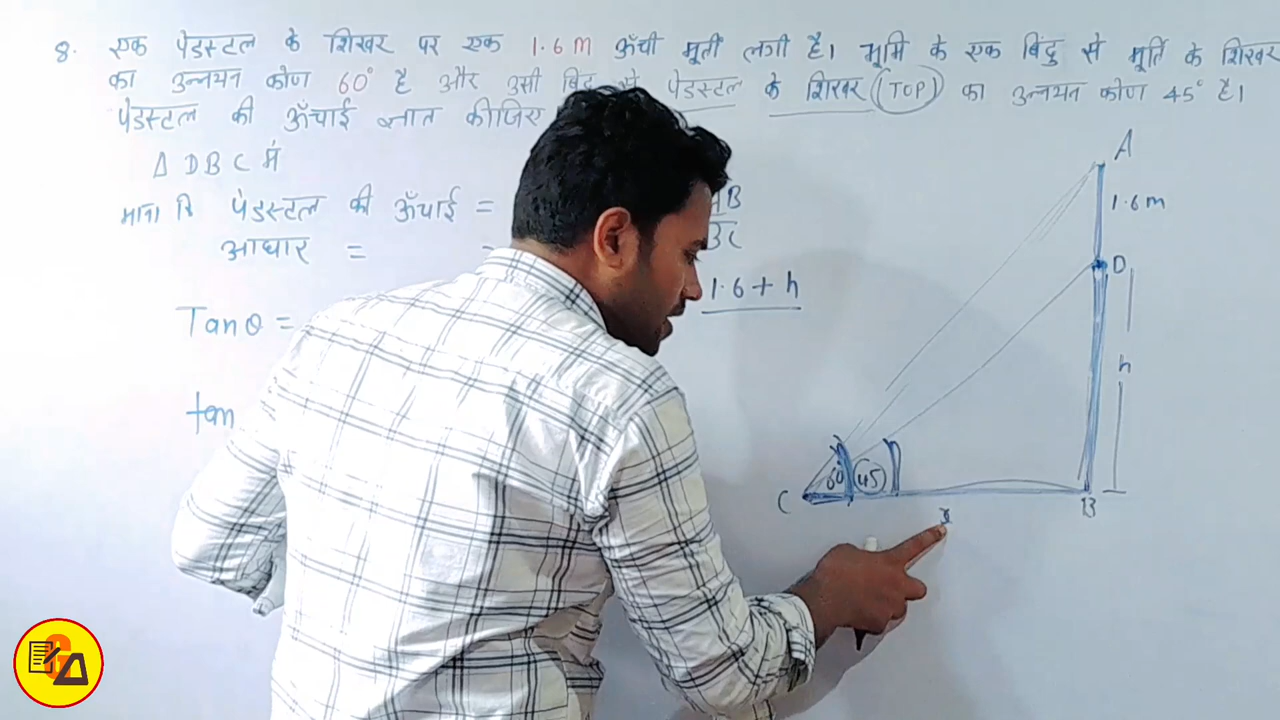 8. एक पेडस्टल के शिखर पर एक 1.6 m ऊँची मूर्ती लगी है। भूमि के एक बिंदु से मूर्ति के शिखर
का उन्नयन कोण 60° है और उसी बिंदु से पेडस्टल के शिखर (TOP) का उन्नयन कोण 45° है।
पेडस्टल की ऊँचाई ज्ञात कीजिए
Δ DBC में
माना कि पेडस्टल की ऊँचाई =
आधार =
AB
BC
1.6 + h
Tan θ =
tan
A
1.6 m
D
h
60 45
C
B
x